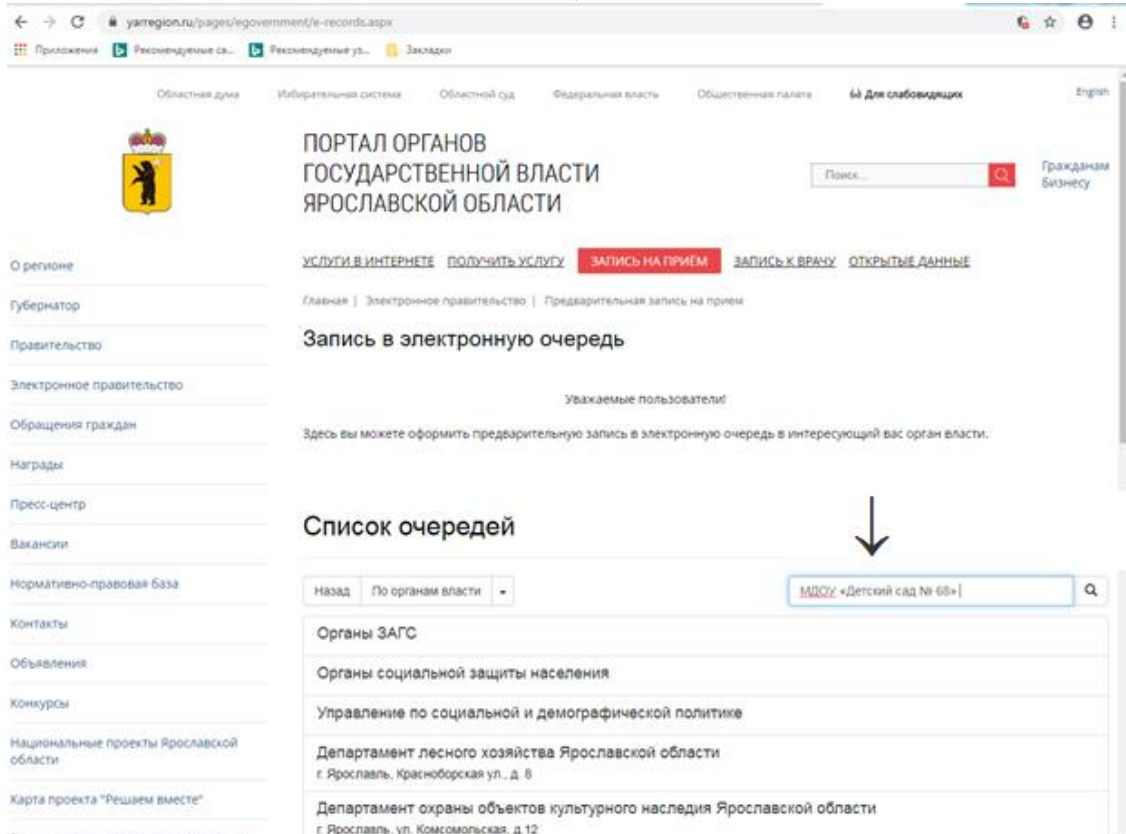 yarregion.ru/pages/egovernment/e-records.aspx
Приложения
Рекомендуемые са...
Рекомендуемые уз...
Закладки
Областная дума
Избирательная система
Областной суд
Федеральная власть
Общественная палата
Для слабовидящих
English
ПОРТАЛ ОРГАНОВ
ГОСУДАРСТВЕННОЙ ВЛАСТИ
ЯРОСЛАВСКОЙ ОБЛАСТИ
Поиск...
Гражданам
Бизнесу
УСЛУГИ В ИНТЕРНЕТЕ
ПОЛУЧИТЬ УСЛУГУ
ЗАПИСЬ НА ПРИЁМ
ЗАПИСЬ К ВРАЧУ
ОТКРЫТЫЕ ДАННЫЕ
Главная | Электронное правительство | Предварительная запись на прием
Запись в электронную очередь
Уважаемые пользователи!
Здесь вы можете оформить предварительную запись в электронную очередь в интересующий вас орган власти.
О регионе
Губернатор
Правительство
Электронное правительство
Обращения граждан
Награды
Пресс-центр
Вакансии
Нормативно-правовая база
Контакты
Объявления
Конкурсы
Национальные проекты Ярославской
области
Карта проекта "Решаем вместе"
Список очередей
Назад
По органам власти
МДОУ «Детский сад № 68»
Органы ЗАГС
Органы социальной защиты населения
Управление по социальной и демографической политике
Департамент лесного хозяйства Ярославской области
г. Ярославль, Красноборская ул., д. 8
Департамент охраны объектов культурного наследия Ярославской области
г. Ярославль, ул. Комсомольская, д.12